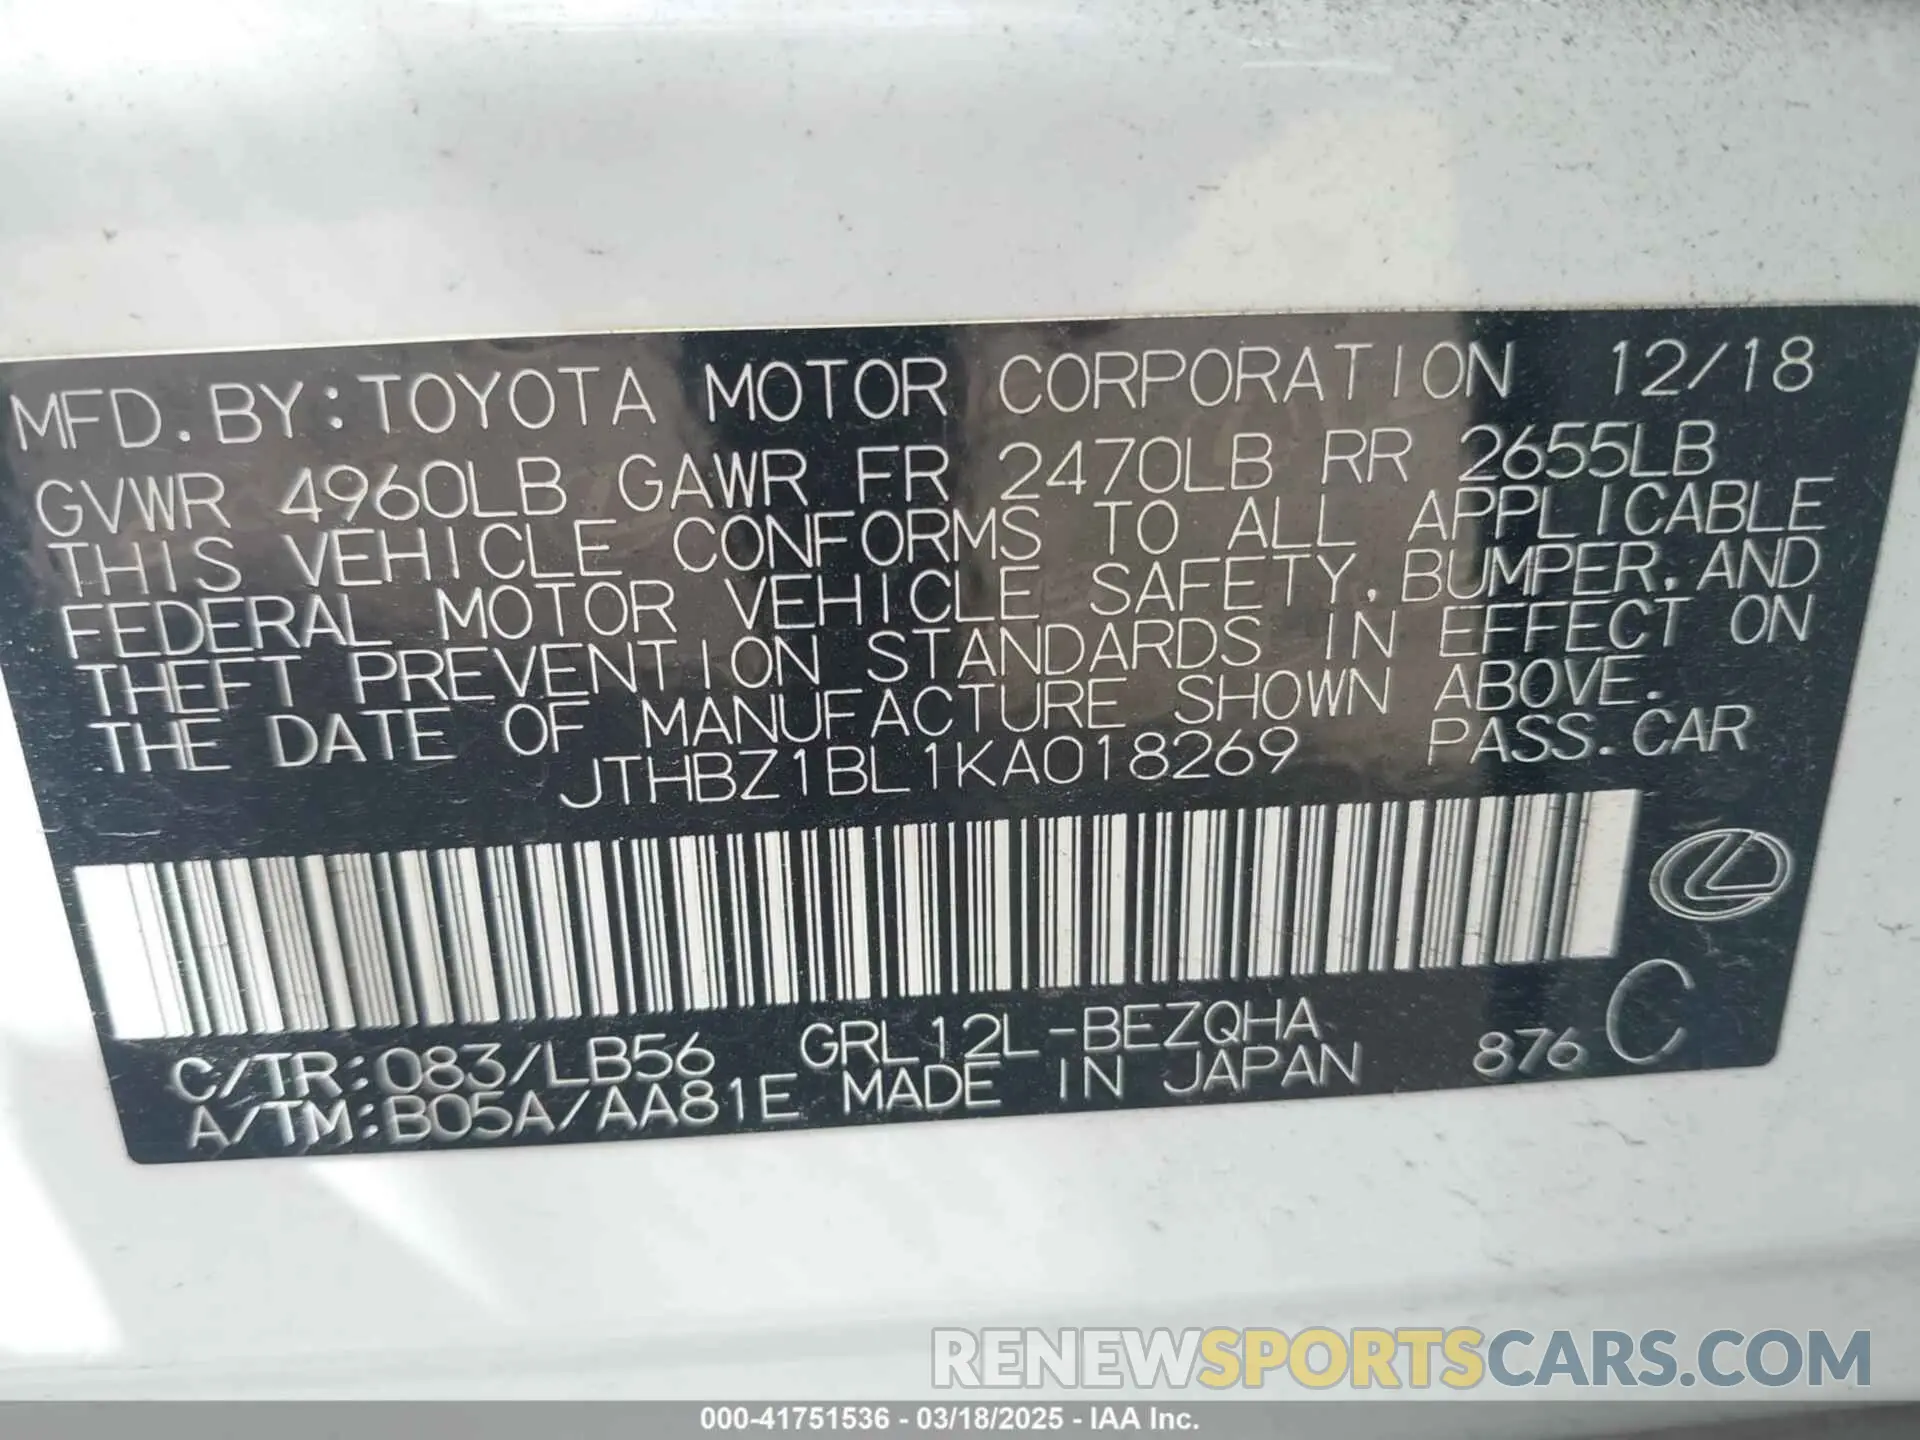 MFD. BY: TOYOTA MOTOR CORPORATION 12/18
GVWR 4960LB GAWR FR 2470LB RR 2655LB
THIS VEHICLE CONFORMS TO ALL APPLICABLE
FEDERAL MOTOR VEHICLE SAFETY, BUMPER, AND
THEFT PREVENTION STANDARDS IN EFFECT ON
THE DATE OF MANUFACTURE SHOWN ABOVE.
JTHBZ1BL1KA018269 PASS. CAR
C/TR: 083/LB56 GRL12L-BEZQHA
A/TM: B05A/AA81E MADE IN JAPAN 876 C
RENEWSPORTSCARS.COM
000-41751536 - 03/18/2025 - IAA Inc.